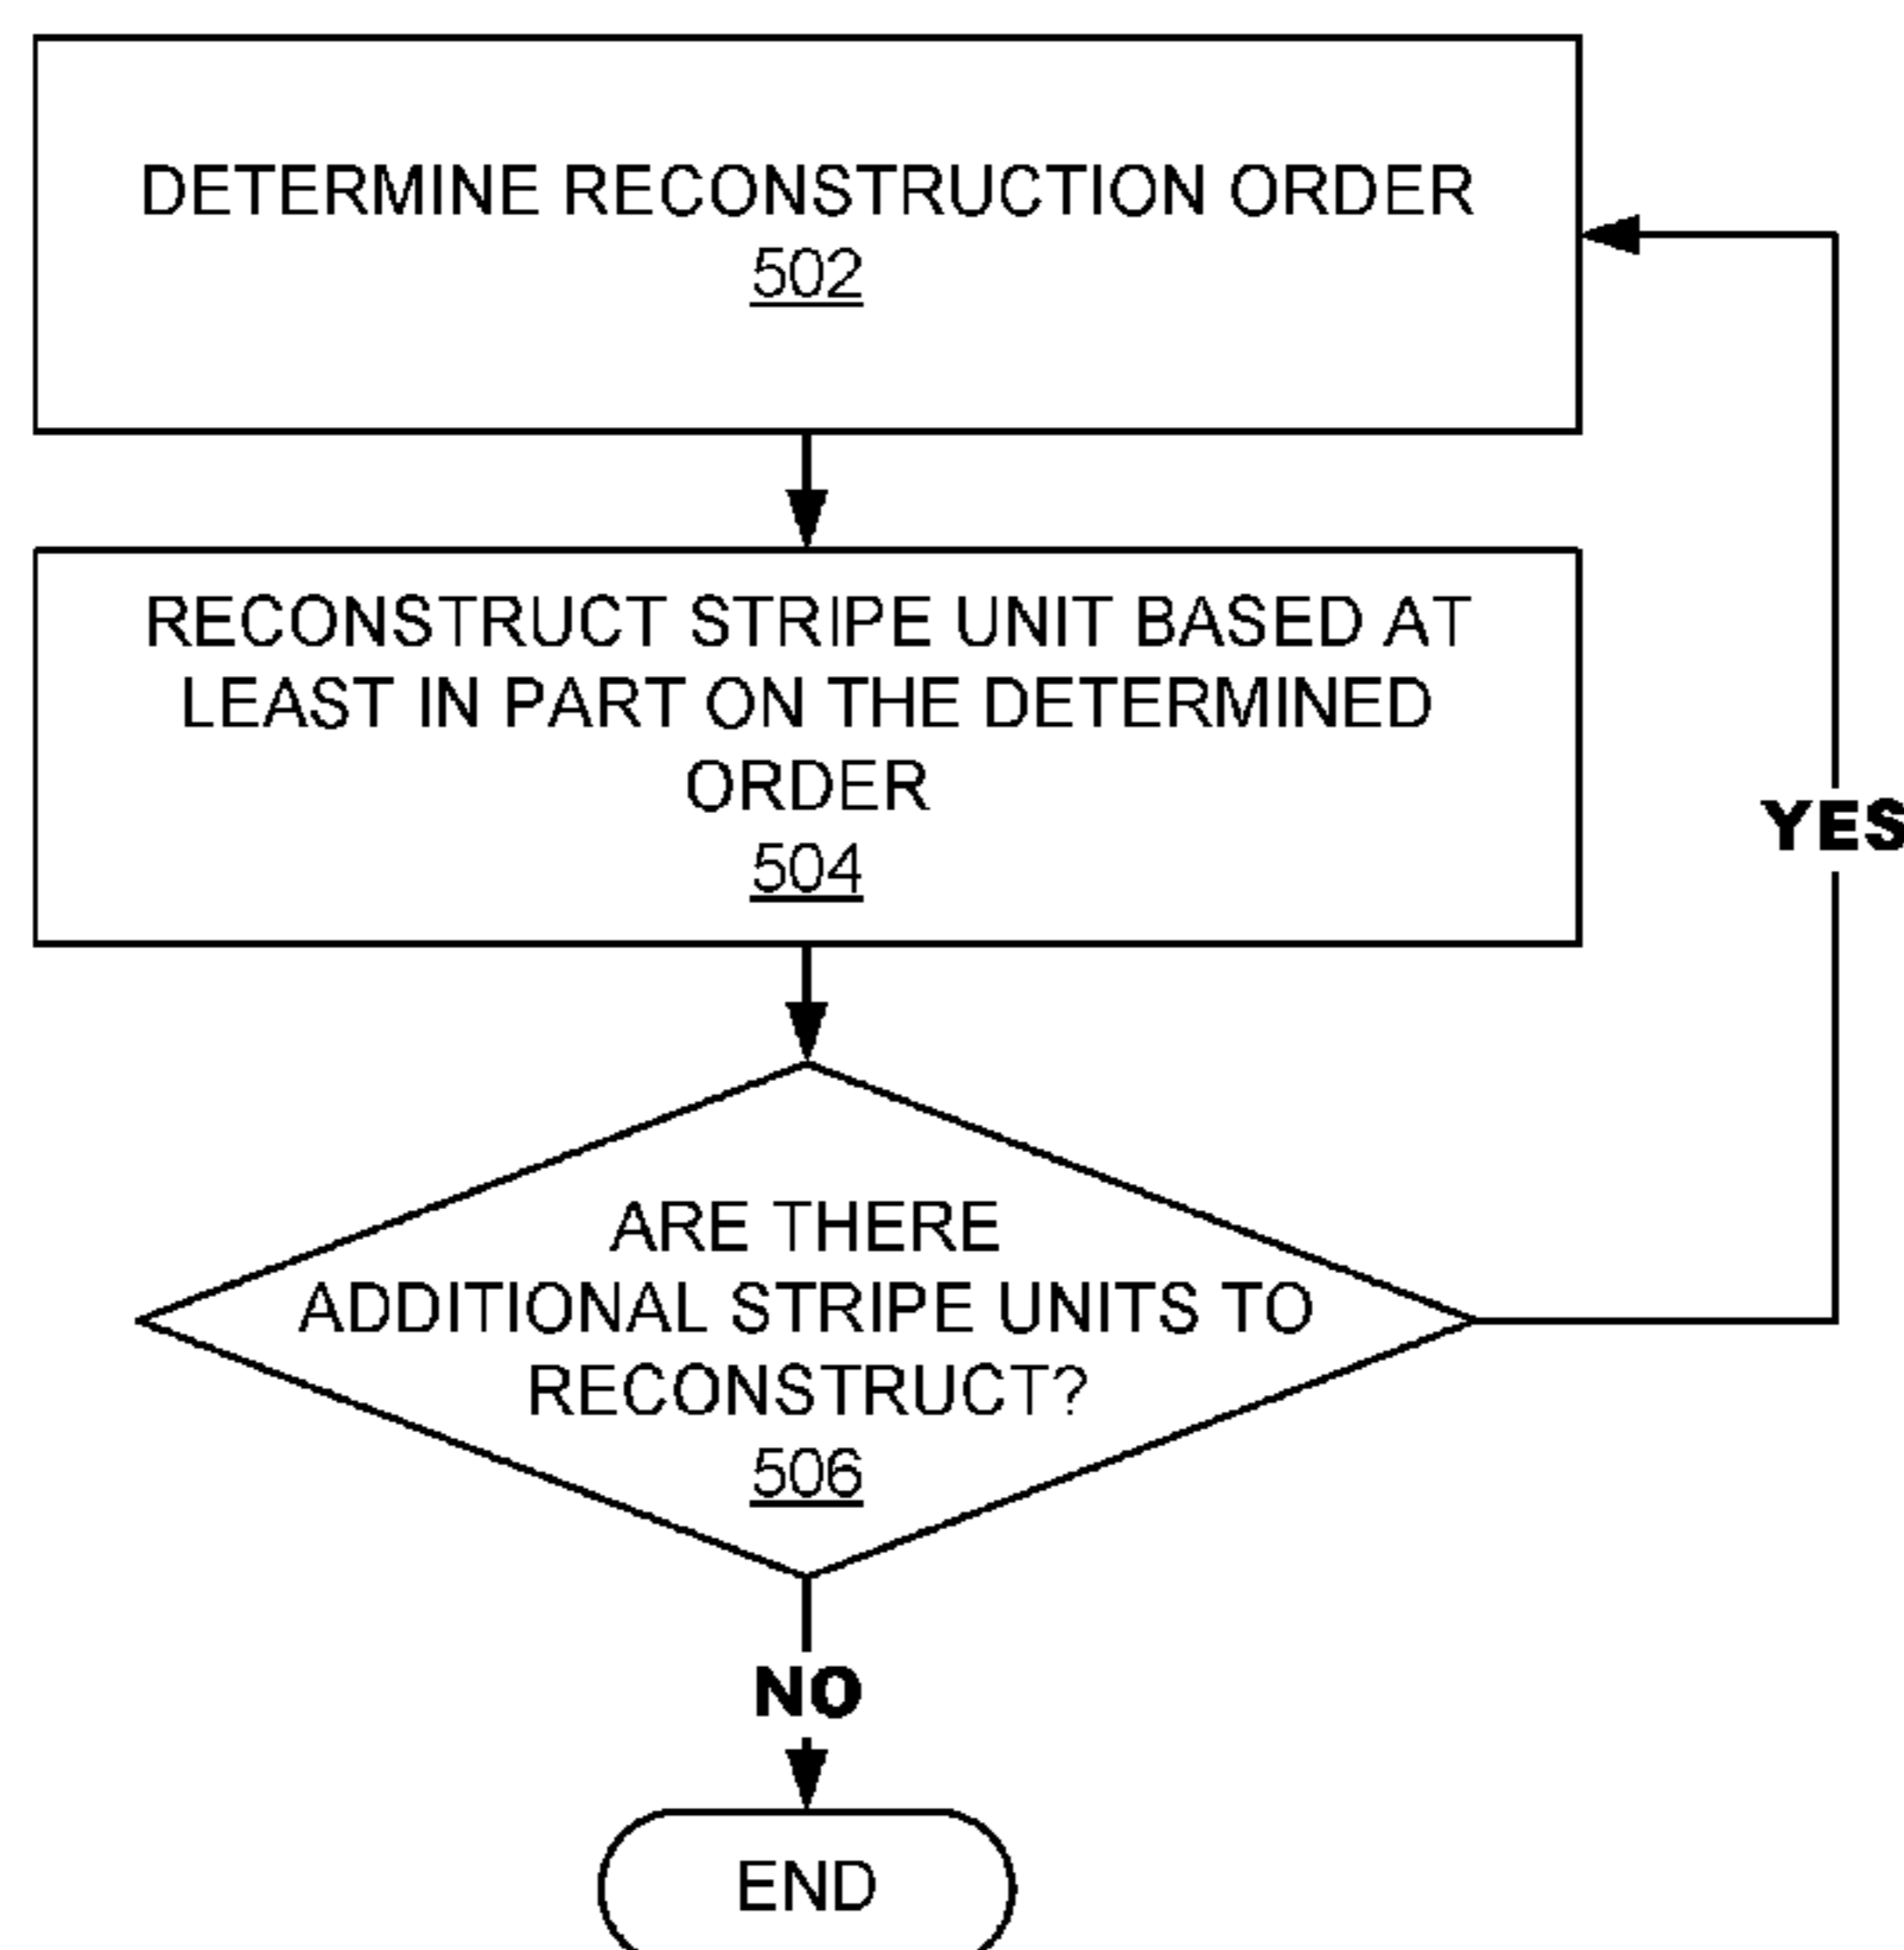 DETERMINE RECONSTRUCTION ORDER
502
RECONSTRUCT STRIPE UNIT BASED AT
LEAST IN PART ON THE DETERMINED
ORDER
504
YES
ARE THERE
ADDITIONAL STRIPE UNITS TO
RECONSTRUCT?
506
NO
END